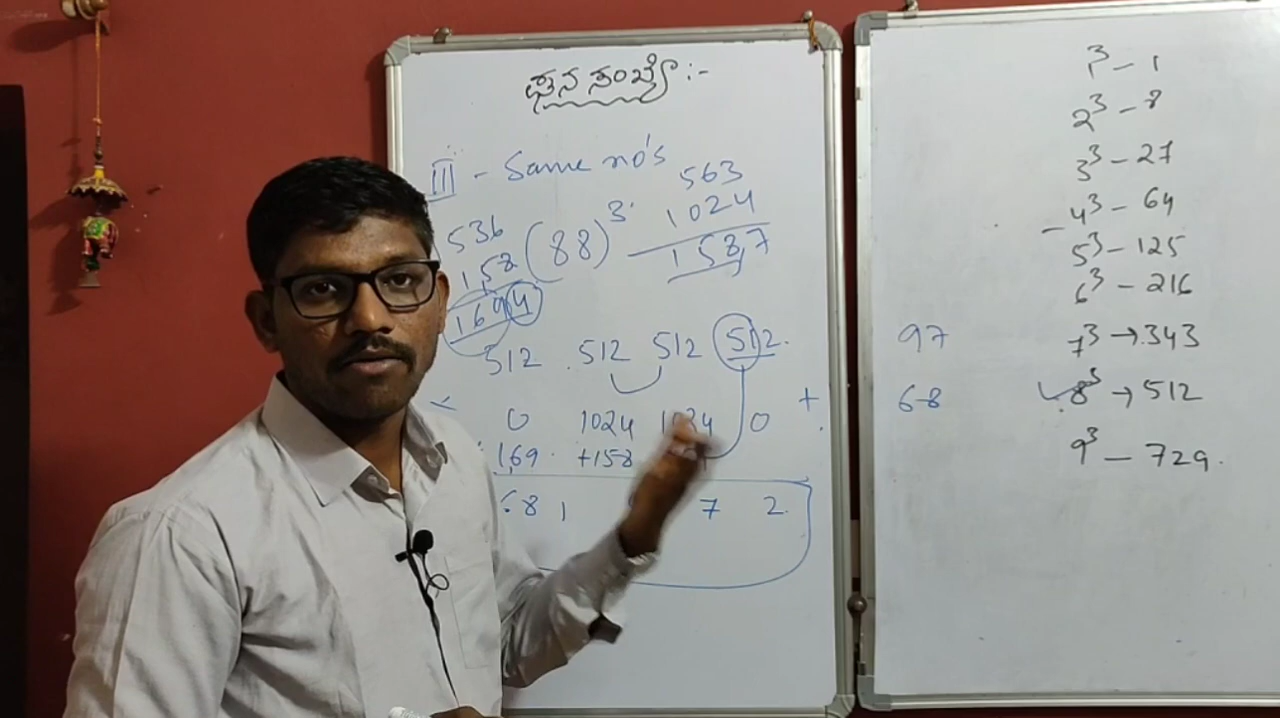 ಘನ ಸಂಖ್ಯೆ :-
III - Same no's
536
158
1694
(88)³
563
1024
1587
512 512 512 512.
0 1024 1024 0 +
169. +158
681 7 2.
1³ - 1
2³ - 8
3³ - 27
4³ - 64
5³ - 125
6³ - 216
97 7³ → 343
68 8³ → 512
9³ - 729.